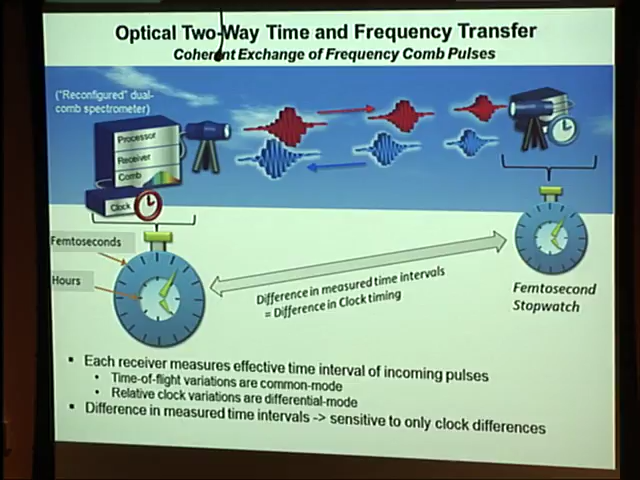 Optical Two-Way Time and Frequency Transfer
Coherent Exchange of Frequency Comb Pulses
("Reconfigured" dual-
comb spectrometer)
Processor
Receiver
Comb
Clock
Femtoseconds
Hours
Difference in measured time intervals
= Difference in Clock timing
Femtosecond
Stopwatch
▪ Each receiver measures effective time interval of incoming pulses
• Time-of-flight variations are common-mode
• Relative clock variations are differential-mode
▪ Difference in measured time intervals -> sensitive to only clock differences